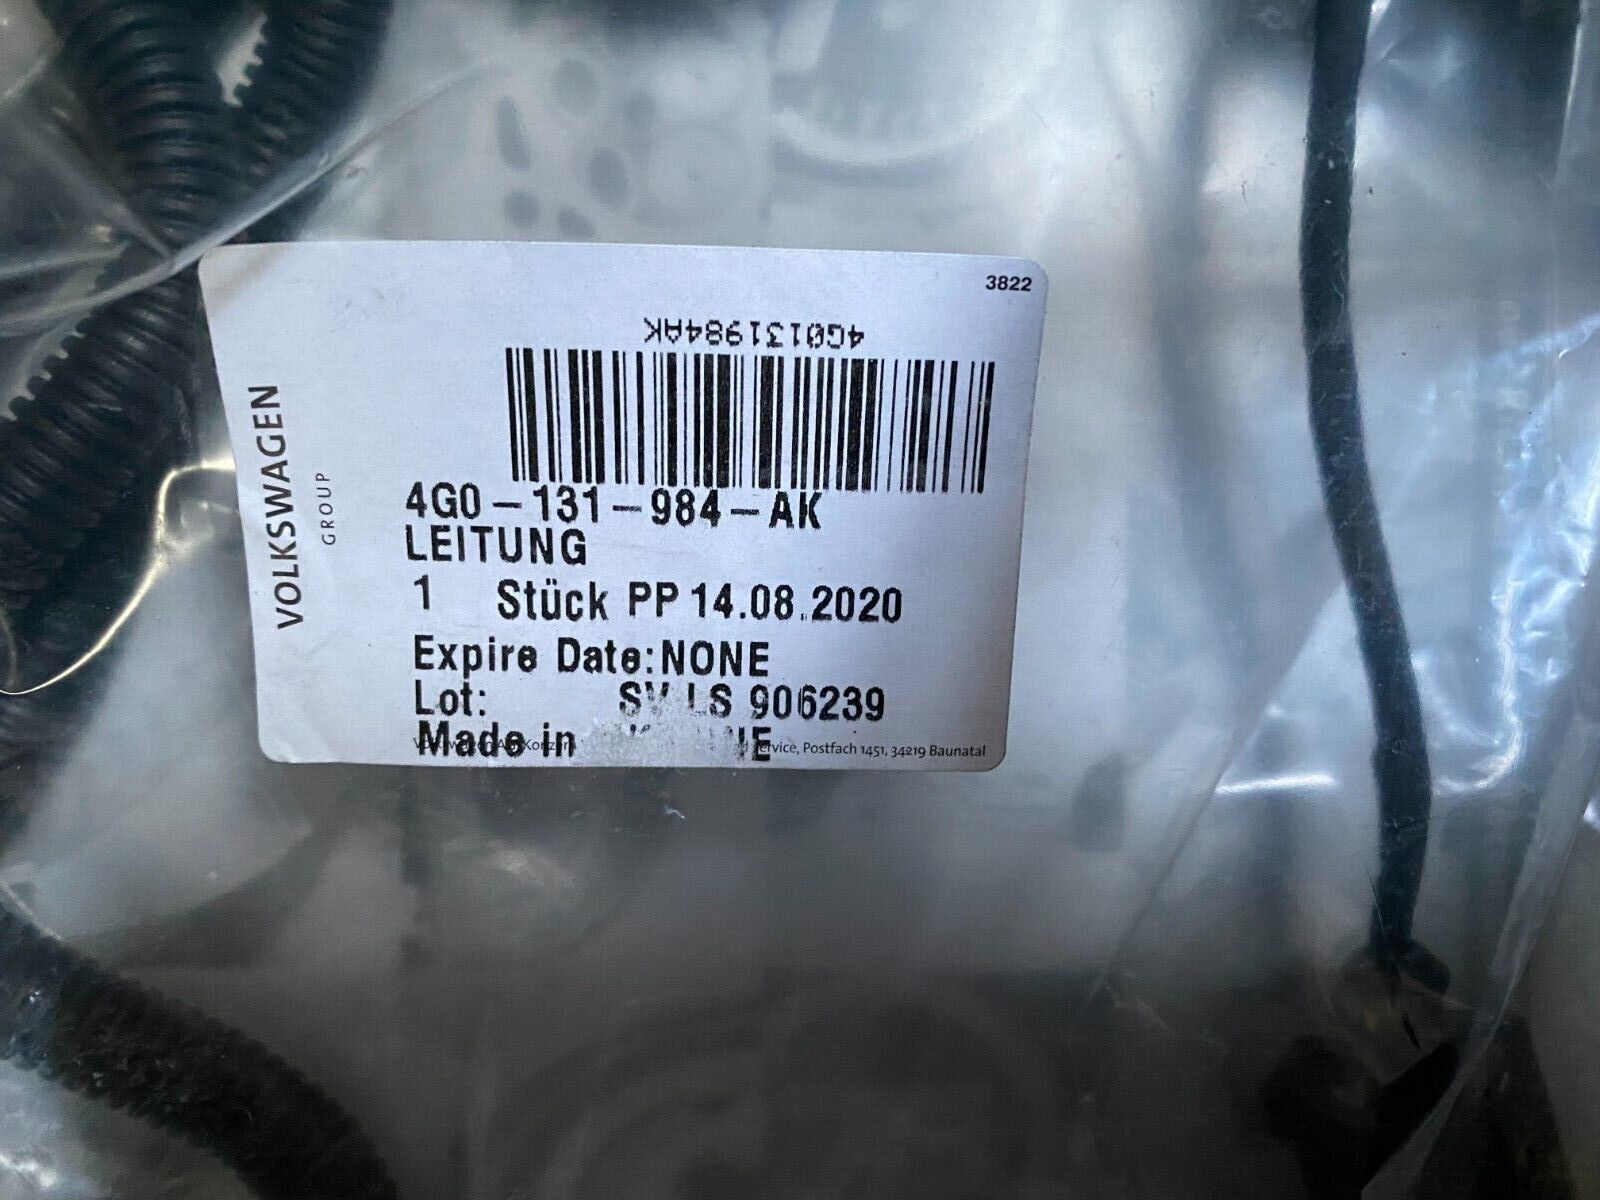 3822
4G0131984AK
VOLKSWAGEN
GROUP
4G0-131-984-AK
LEITUNG
1 Stück PP 14.08.2020
Expire Date:NONE
Lot: 906239
Made in
Service, Postfach 1451, 34219 Baunatal